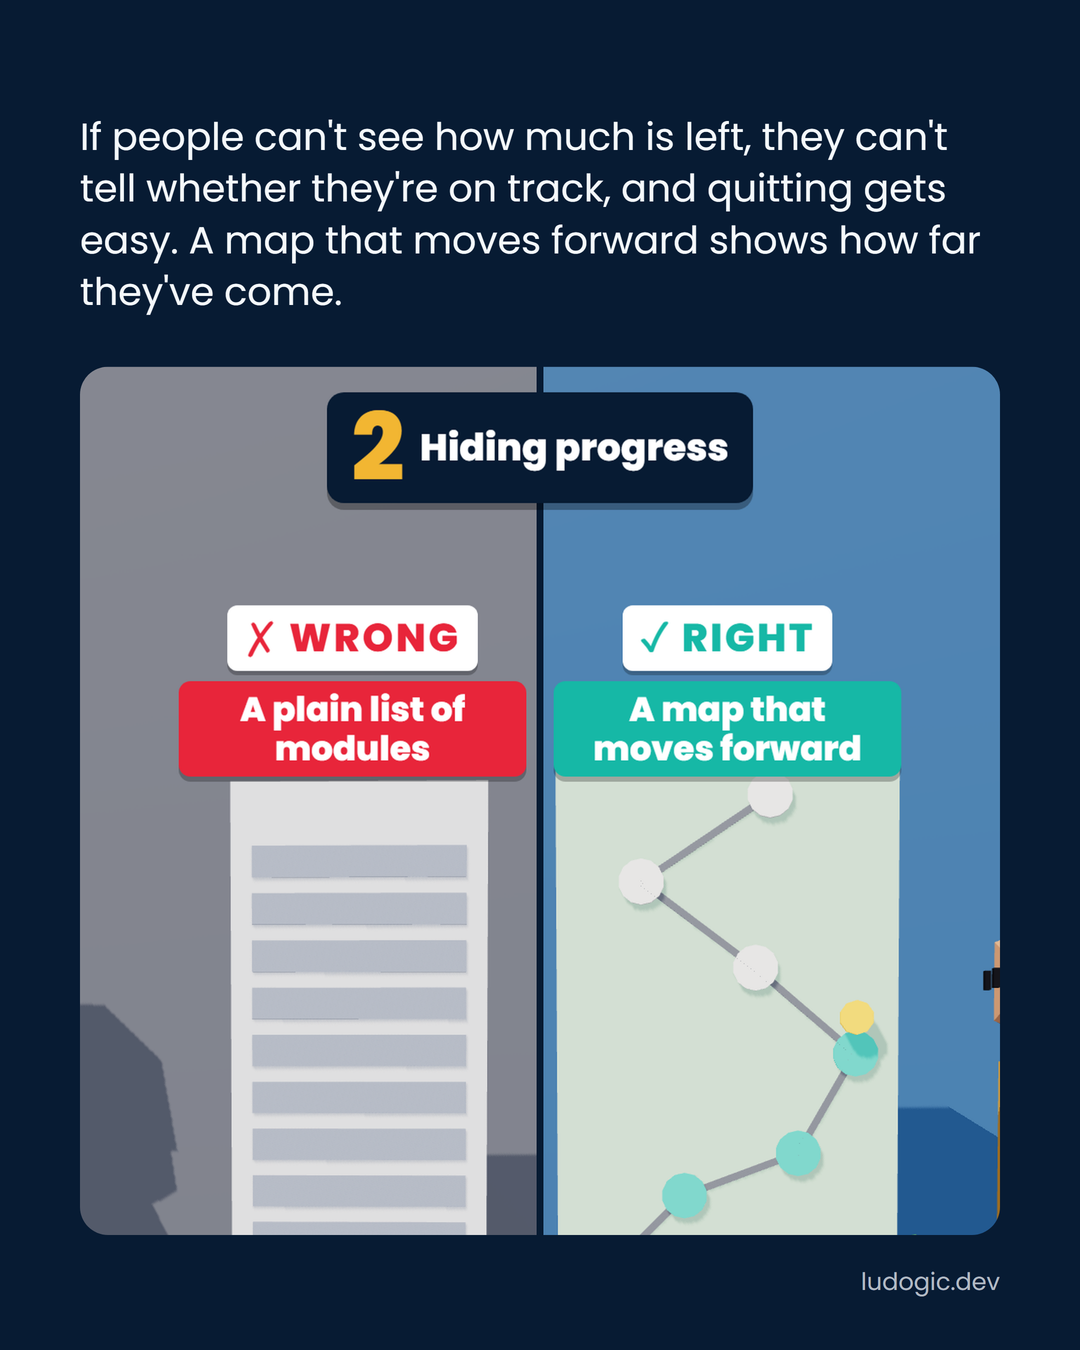 If people can't see how much is left, they can't
tell whether they're on track, and quitting gets
easy. A map that moves forward shows how far
they've come.
2 Hiding progress
✗ WRONG
A plain list of
modules
✓ RIGHT
A map that
moves forward
ludogic.dev